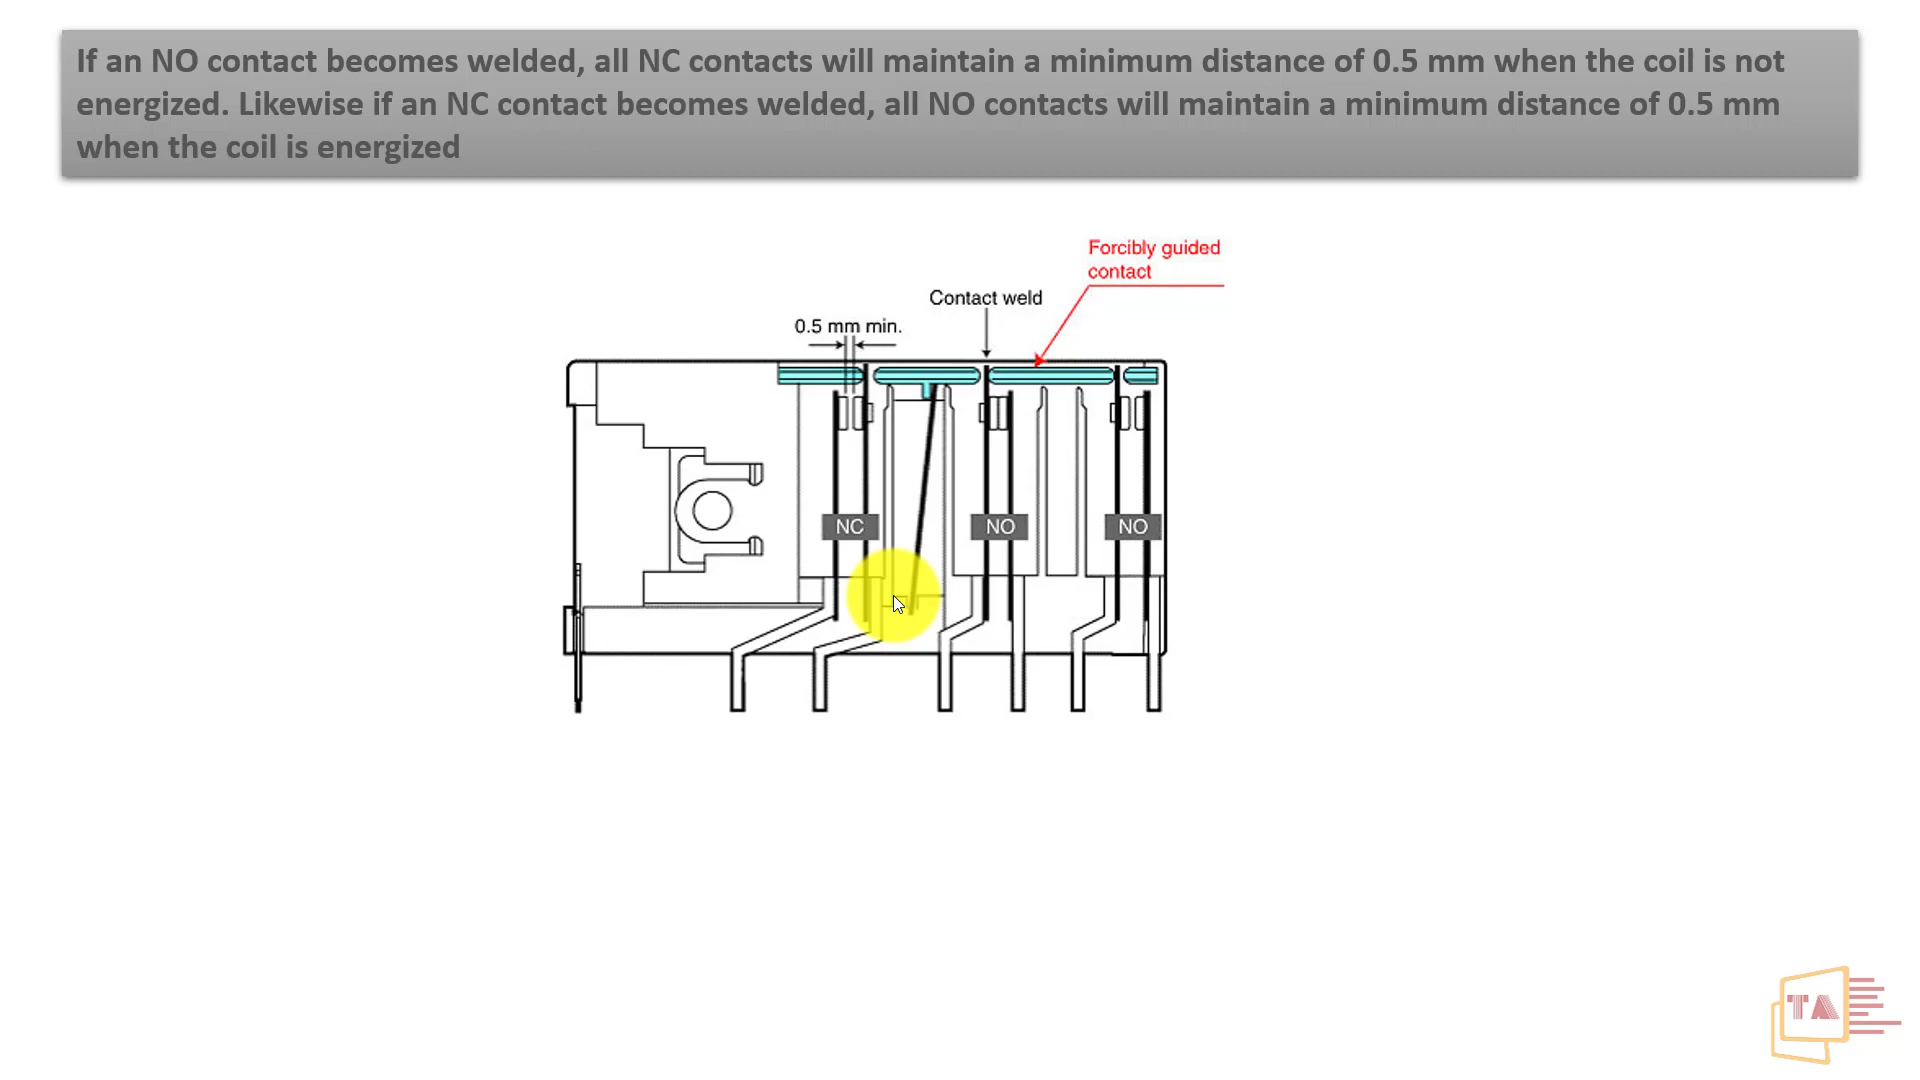 If an NO contact becomes welded, all NC contacts will maintain a minimum distance of 0.5 mm when the coil is not
energized. Likewise if an NC contact becomes welded, all NO contacts will maintain a minimum distance of 0.5 mm
when the coil is energized
Forcibly guided
contact
Contact weld
0.5 mm min.
NC
NO
NO
TA